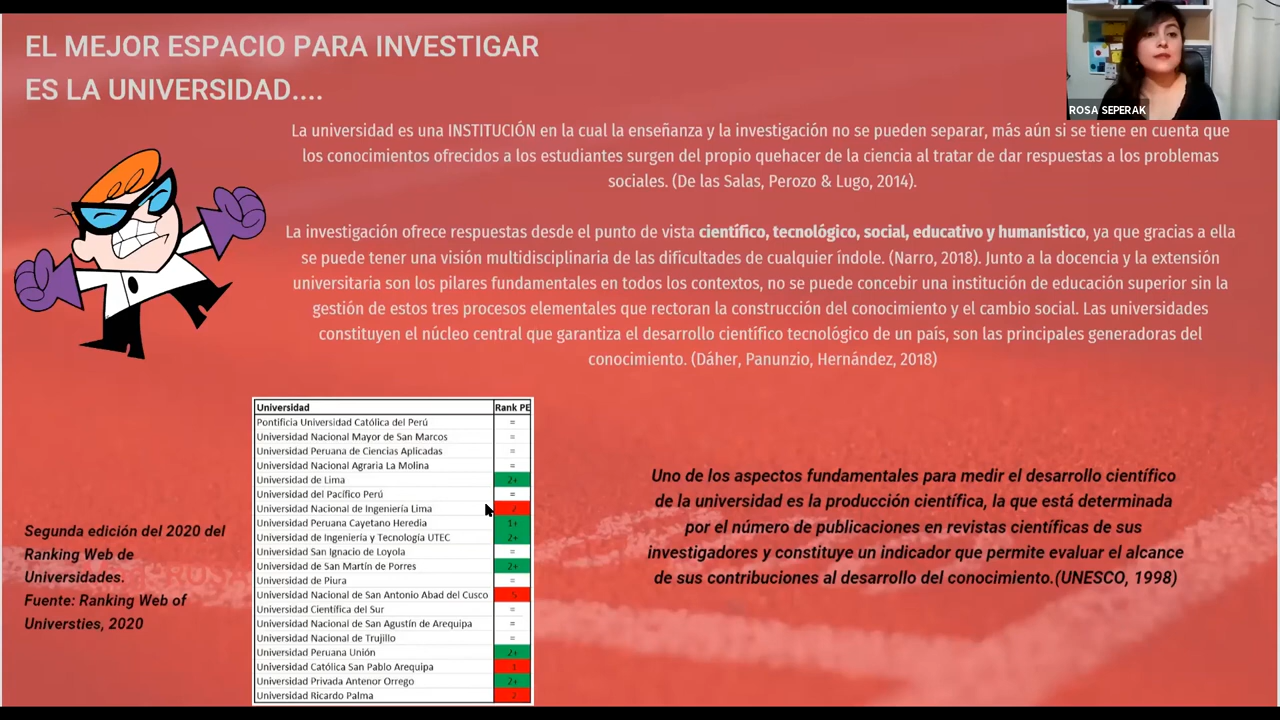 EL MEJOR ESPACIO PARA INVESTIGAR
ES LA UNIVERSIDAD....
ROSA SEPERAK
La universidad es una INSTITUCIÓN en la cual la enseñanza y la investigación no se pueden separar, más aún si se tiene en cuenta que
los conocimientos ofrecidos a los estudiantes surgen del propio quehacer de la ciencia al tratar de dar respuestas a los problemas
sociales. (De las Salas, Perozo & Lugo, 2014).
La investigación ofrece respuestas desde el punto de vista científico, tecnológico, social, educativo y humanístico, ya que gracias a ella
se puede tener una visión multidisciplinaria de las dificultades de cualquier índole. (Narro, 2018). Junto a la docencia y la extensión
universitaria son los pilares fundamentales en todos los contextos, no se puede concebir una institución de educación superior sin la
gestión de estos tres procesos elementales que rectoran la construcción del conocimiento y el cambio social. Las universidades
constituyen el núcleo central que garantiza el desarrollo científico tecnológico de un país, son las principales generadoras del
conocimiento. (Dáher, Panunzio, Hernández, 2018)
Universidad Rank PE
Pontificia Universidad Católica del Perú =
Universidad Nacional Mayor de San Marcos =
Universidad Peruana de Ciencias Aplicadas =
Universidad Nacional Agraria La Molina =
Universidad de Lima 2+
Universidad del Pacífico Perú =
Universidad Nacional de Ingeniería Lima
Universidad Peruana Cayetano Heredia 1+
Universidad de Ingeniería y Tecnología UTEC 2+
Universidad San Ignacio de Loyola =
Universidad de San Martín de Porres 2+
Universidad de Piura =
Universidad Nacional de San Antonio Abad del Cusco
Universidad Científica del Sur =
Universidad Nacional de San Agustín de Arequipa =
Universidad Nacional de Trujillo =
Universidad Peruana Unión 2+
Universidad Católica San Pablo Arequipa
Universidad Privada Antenor Orrego 2+
Universidad Ricardo Palma
Segunda edición del 2020 del
Ranking Web de
Universidades.
Fuente: Ranking Web of
Universties, 2020
Uno de los aspectos fundamentales para medir el desarrollo científico
de la universidad es la producción científica, la que está determinada
por el número de publicaciones en revistas científicas de sus
investigadores y constituye un indicador que permite evaluar el alcance
de sus contribuciones al desarrollo del conocimiento.(UNESCO, 1998)